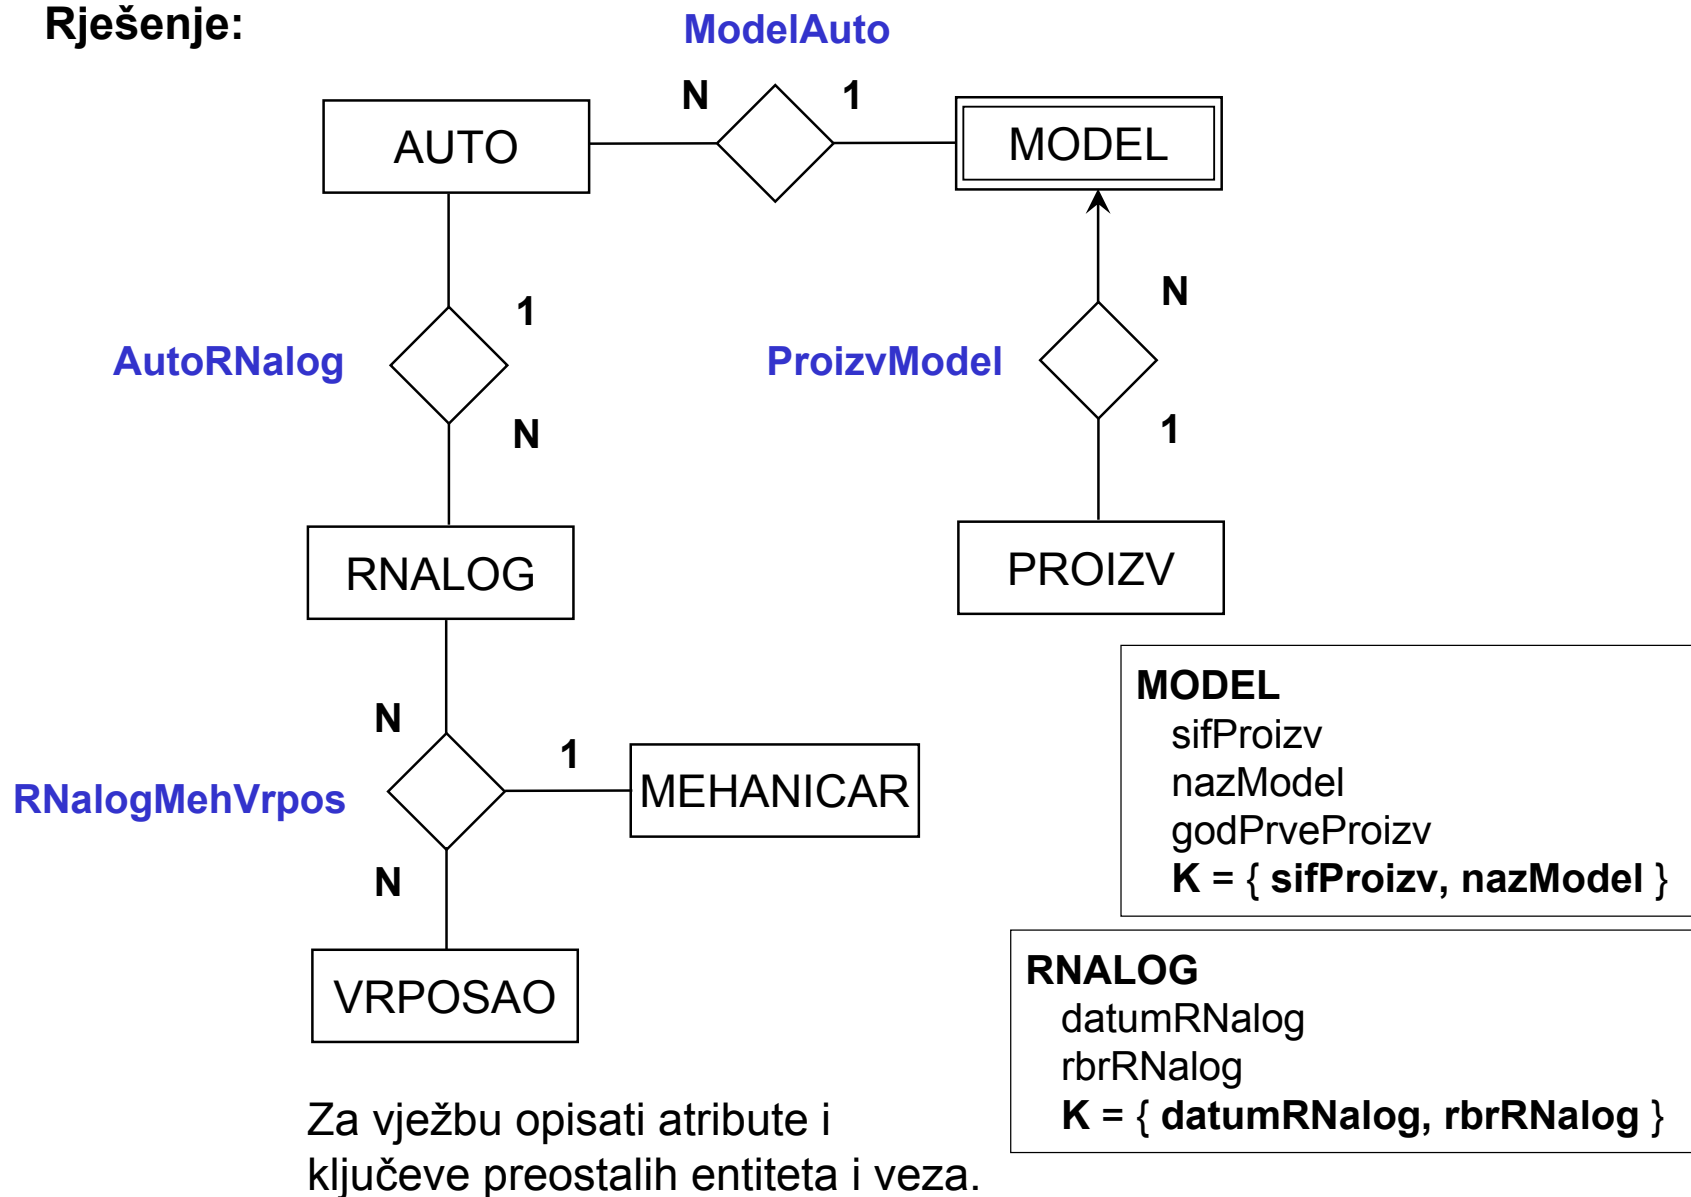 Rješenje:
ModelAuto
N
1
AUTO
MODEL
1
N
AutoRNalog
ProizvModel
N
1
RNALOG
PROIZV
N
1
MEHANICAR
RNalogMehVrpos
N
VRPOSAO
MODEL
sifProizv
nazModel
godPrveProizv
K = { sifProizv, nazModel }
RNALOG
datumRNalog
rbrRNalog
K = { datumRNalog, rbrRNalog }
Za vježbu opisati atribute i
ključeve preostalih entiteta i veza.